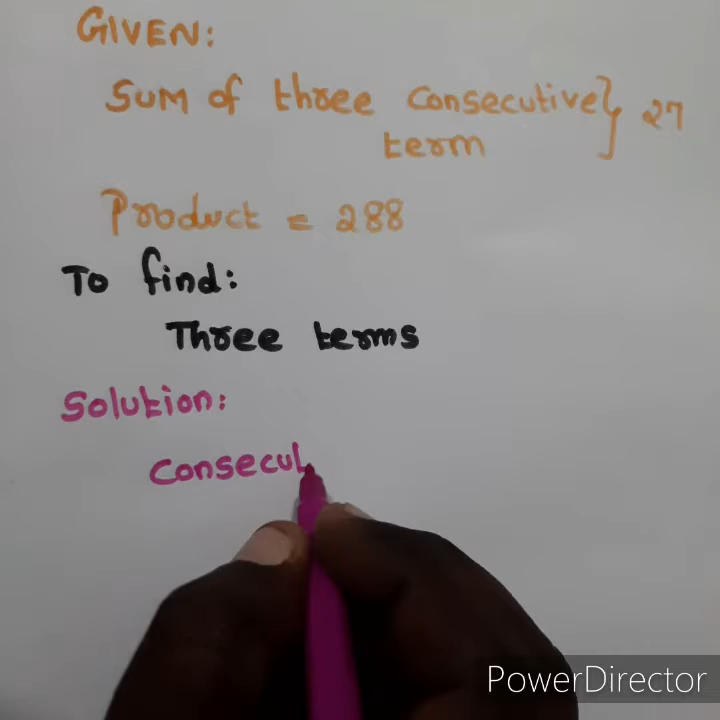 GIVEN:
Sum of three consecutive } 27
term
Product = 288
To find:
Three terms
Solution:
Consecut
PowerDirector